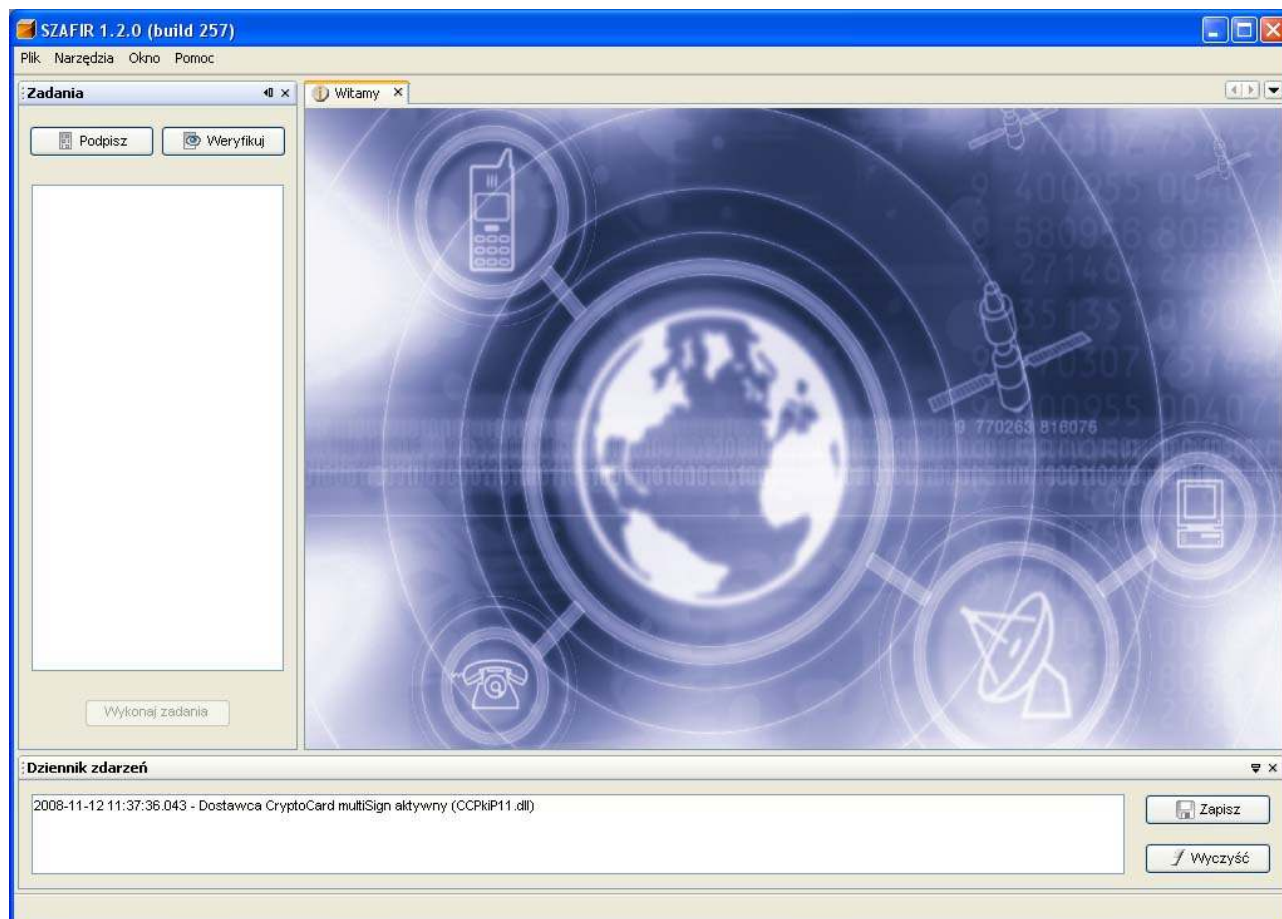 SZAFIR 1.2.0 (build 257)
Plik Narzędzia Okno Pomoc
Zadania
Witamy
Podpisz
Weryfikuj
9 770263 816076
Wykonaj zadania
Dziennik zdarzeń
2008-11-12 11:37:36.043 - Dostawca CryptoCard multiSign aktywny (CCPkiP11.dll)
Zapisz
Wyczyść